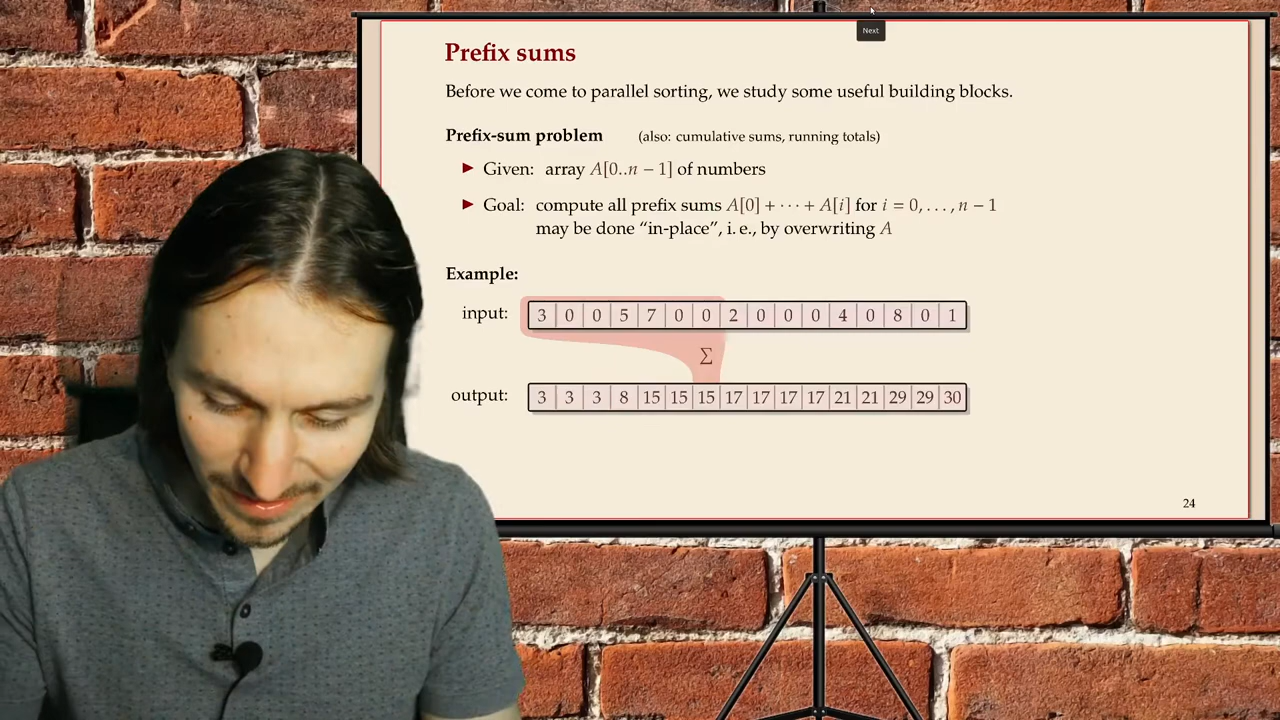 Next
Prefix sums
Before we come to parallel sorting, we study some useful building blocks.
Prefix-sum problem (also: cumulative sums, running totals)
► Given: array A[0..n − 1] of numbers
► Goal: compute all prefix sums A[0] + · · · + A[i] for i = 0, . . . , n − 1
may be done “in-place”, i. e., by overwriting A
Example:
input: 3 0 0 5 7 0 0 2 0 0 0 4 0 8 0 1
Σ
output: 3 3 3 8 15 15 15 17 17 17 17 21 21 29 29 30
24